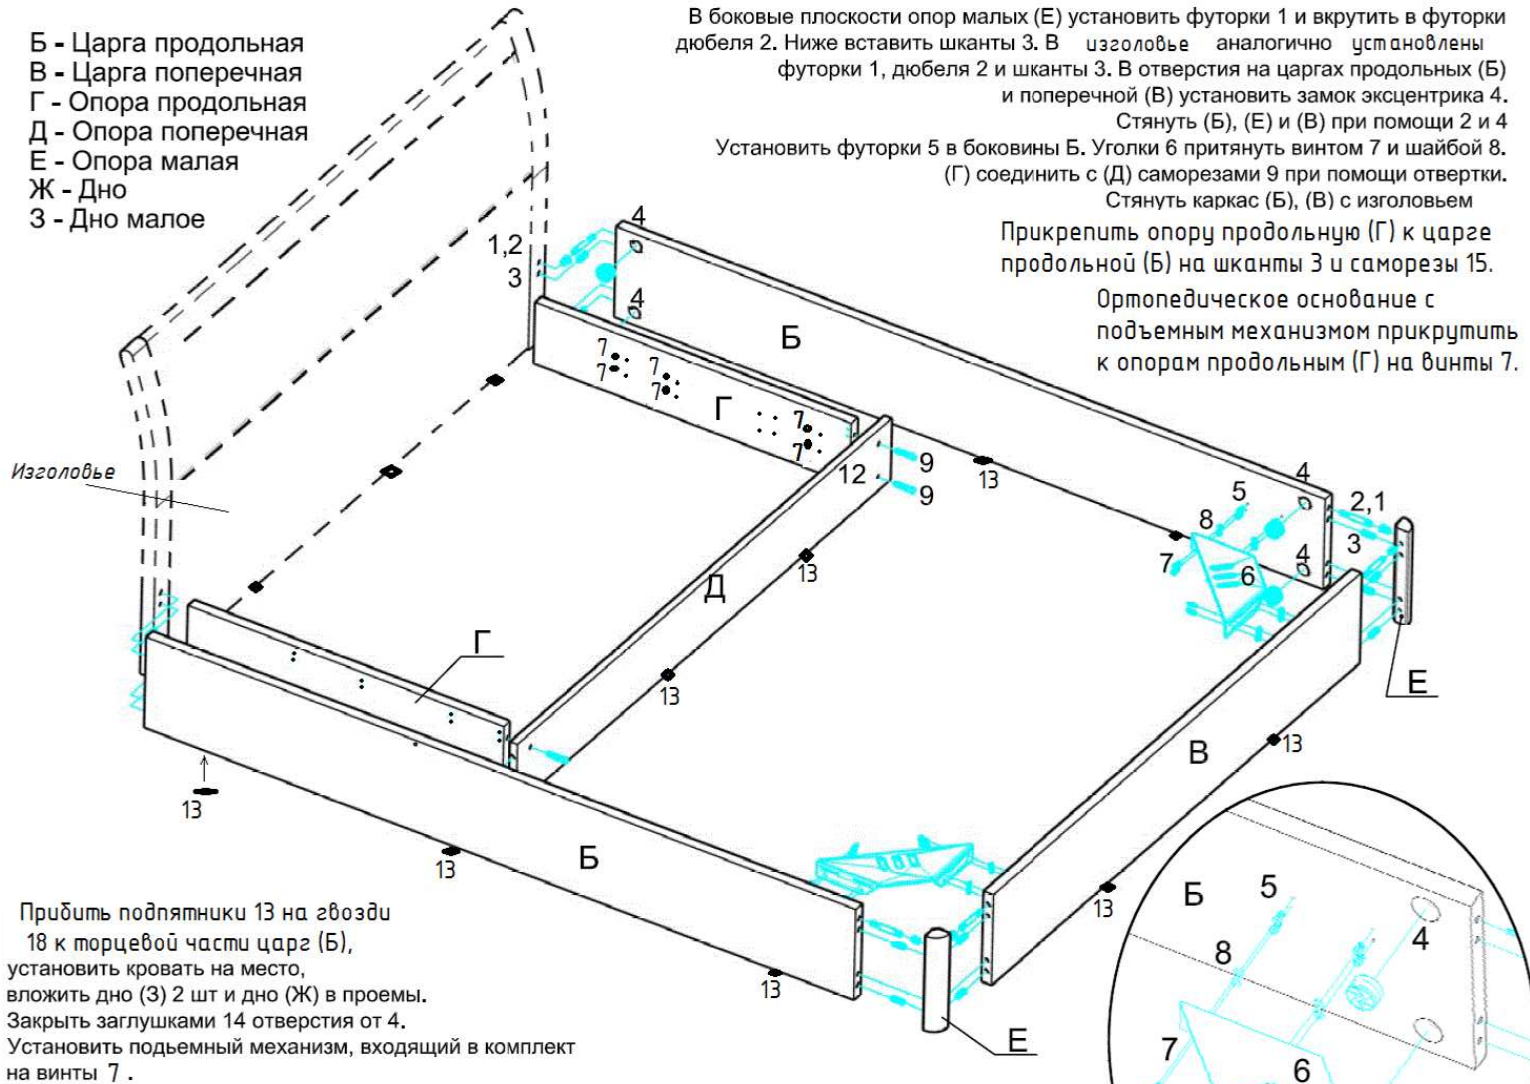 Б - Царга продольная
В - Царга поперечная
Г - Опора продольная
Д - Опора поперечная
Е - Опора малая
Ж - Дно
З - Дно малое
В боковые плоскости опор малых (Е) установить футорки 1 и вкрутить в футорки
дюбеля 2. Ниже вставить шканты 3. В изголовье аналогично установлены
футорки 1, дюбеля 2 и шканты 3. В отверстия на царгах продольных (Б)
и поперечной (В) установить замок эксцентрика 4.
Стянуть (Б), (Е) и (В) при помощи 2 и 4
Установить футорки 5 в боковины Б. Уголки 6 притянуть винтом 7 и шайбой 8.
(Г) соединить с (Д) саморезами 9 при помощи отвертки.
Стянуть каркас (Б), (В) с изголовьем
Прикрепить опору продольную (Г) к царге
продольной (Б) на шканты 3 и саморезы 15.
Ортопедическое основание с
подъемным механизмом прикрутить
к опорам продольным (Г) на винты 7.
4
1,2
3
4
Б
7
7
7
7
Г
7
7
12
9
9
13
Изголовье
4
5
2,1
8
3
7
4
6
13
Д
Г
13
Е
В
13
13
13
Б
13
13
13
Е
Б
5
4
8
7
6
Прибить подпятники 13 на гвозди
18 к торцевой части царг (Б),
установить кровать на место,
вложить дно (З) 2 шт и дно (Ж) в проемы.
Закрыть заглушками 14 отверстия от 4.
Установить подьемный механизм, входящий в комплект
на винты 7 .